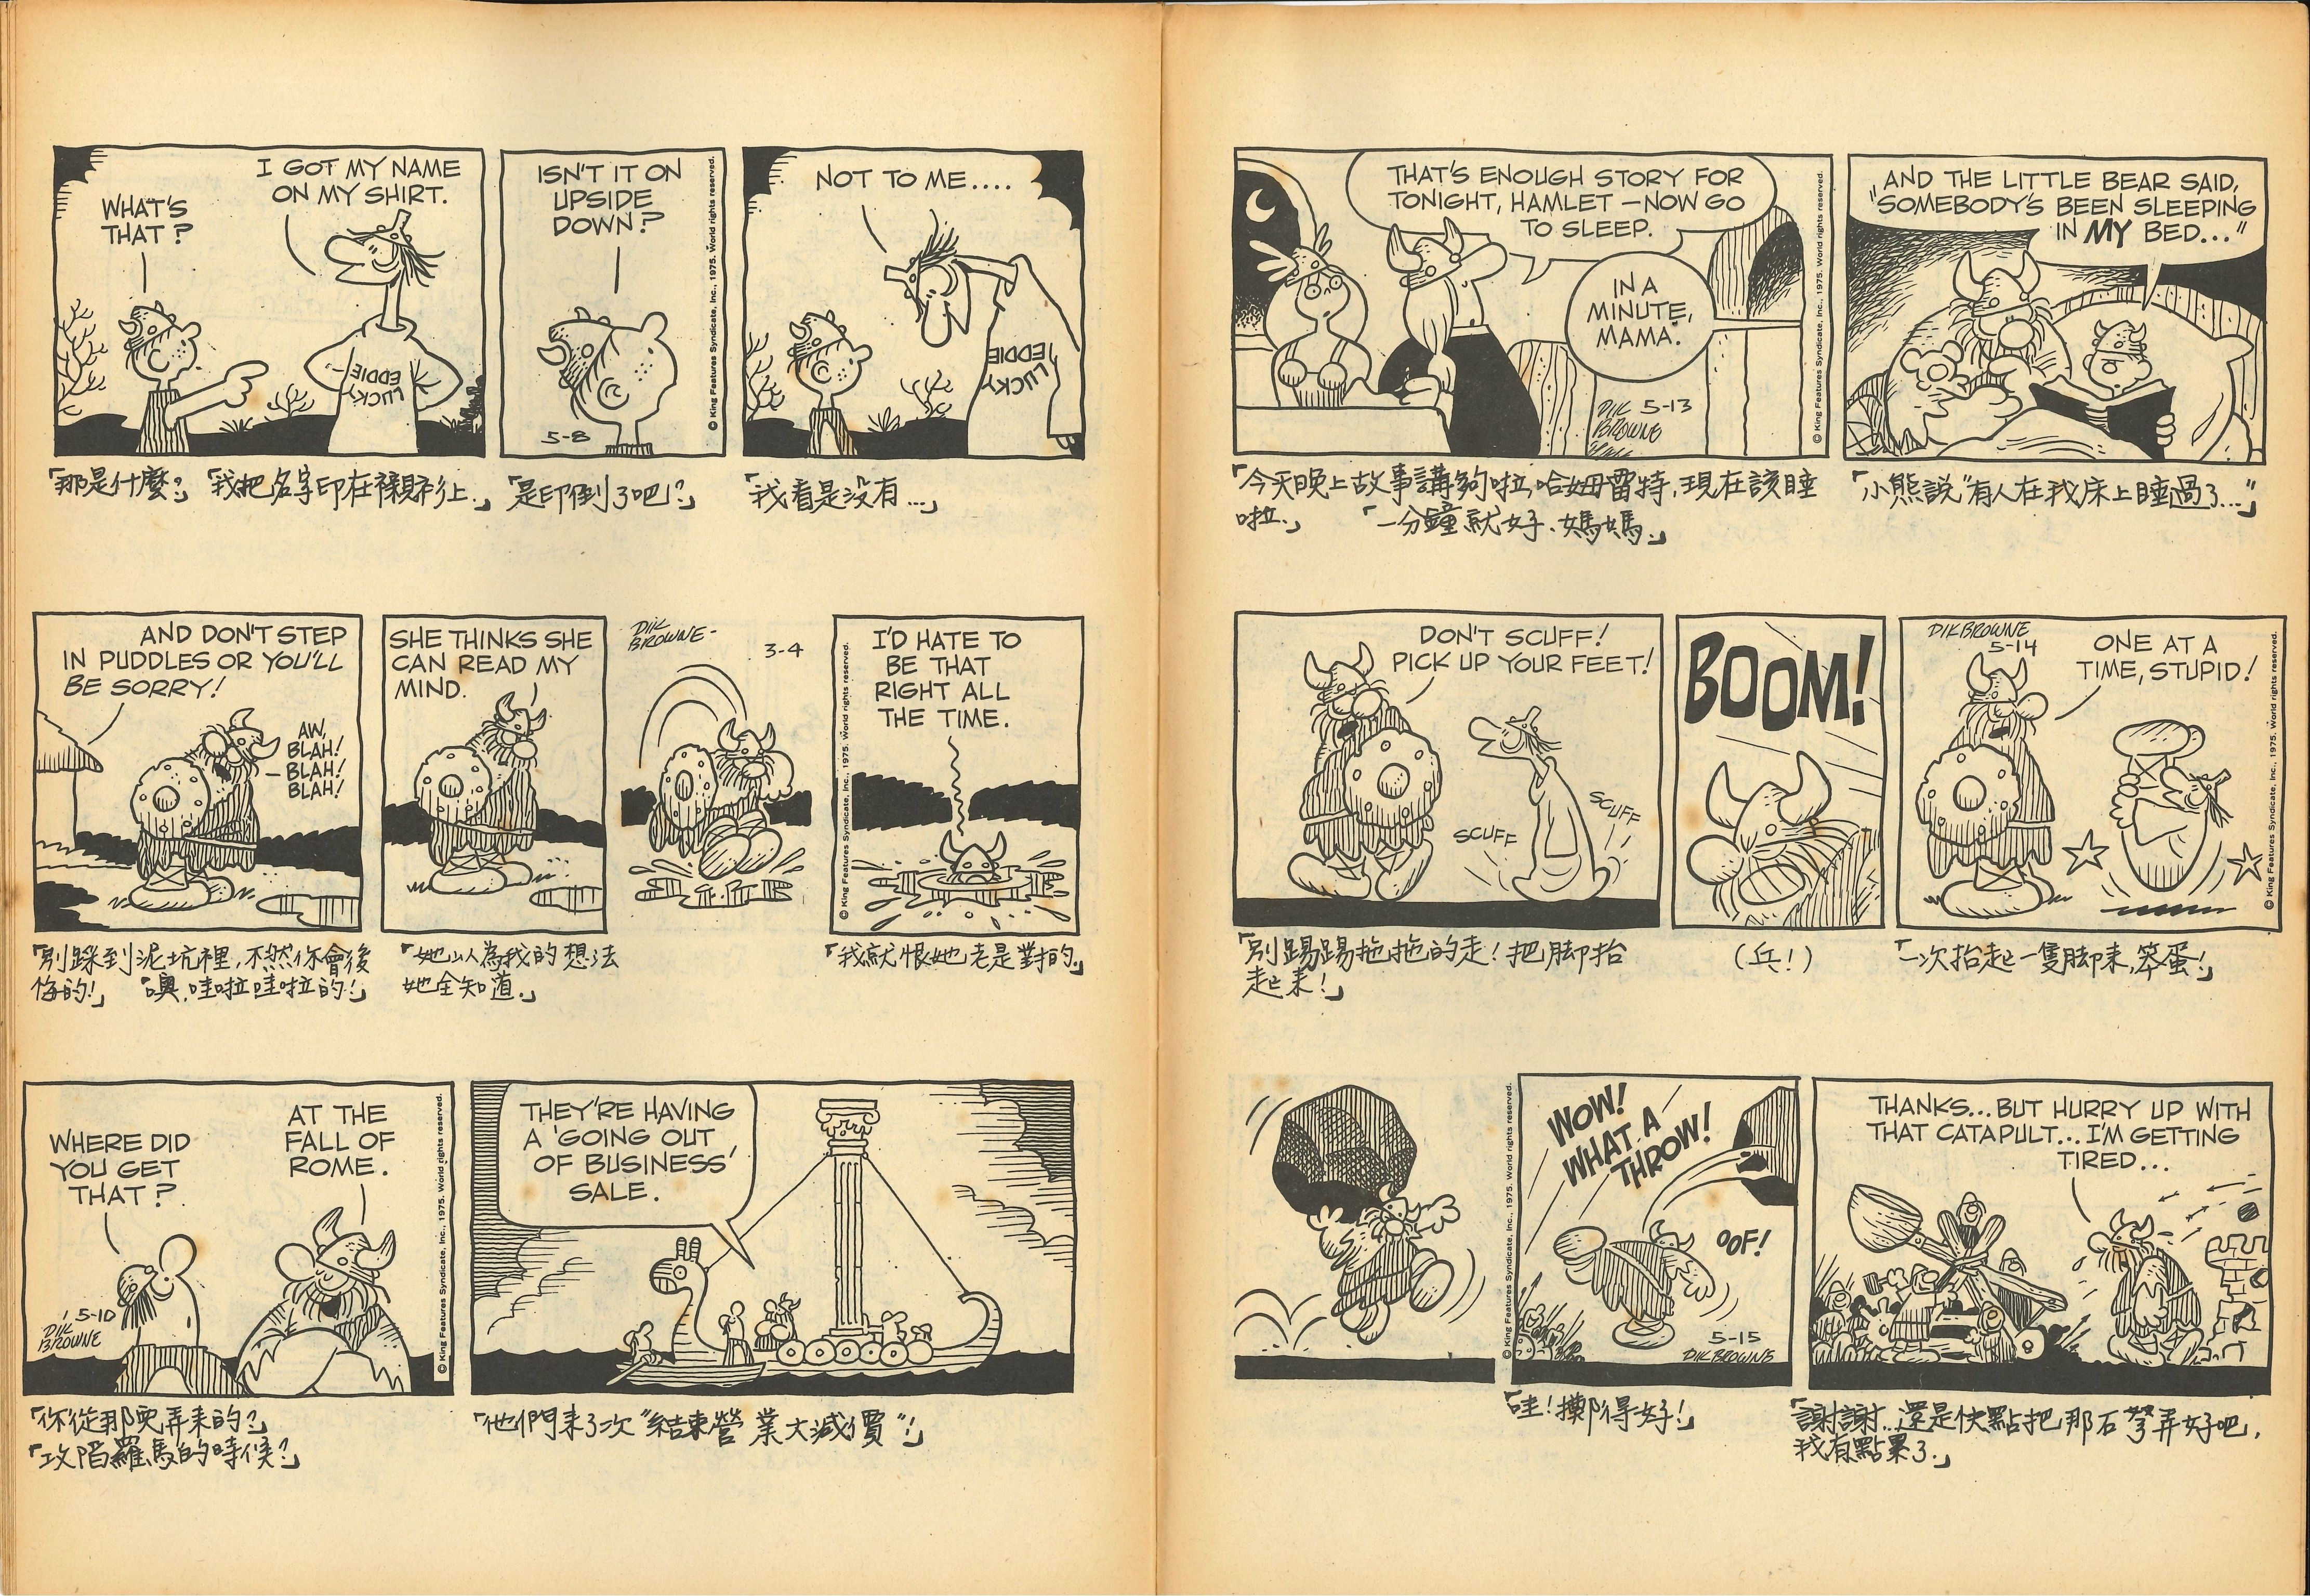 WHAT'S
THAT?
I GOT MY NAME
ON MY SHIRT.
LUCKY
EDDIE
ISN'T IT ON
UPSIDE
DOWN?
5-8
© King Features Syndicate, Inc., 1975. World rights reserved.
NOT TO ME....
LUCKY
EDDIE
「那是什麼?」
「我把名字印在襯衫上.」
「是印倒了吧!?」
「我看是没有...」
AND DON'T STEP
IN PUDDLES OR YOU'LL
BE SORRY!
AW,
BLAH!
BLAH!
BLAH!
SHE THINKS SHE
CAN READ MY
MIND.
DIK
BROWNE-
3-4
© King Features Syndicate, Inc., 1975. World rights reserved.
I'D HATE TO
BE THAT
RIGHT ALL
THE TIME.
「別踩到泥坑裡,不然你會後
悔的!」
「噢,哇啦哇啦的!」
「她以為我的想法
她全知道.」
「我就恨她老是對的.」
WHERE DID
YOU GET
THAT?
AT THE
FALL OF
ROME.
5-10
DIK
BROWNE
© King Features Syndicate, Inc., 1975. World rights reserved.
THEY'RE HAVING
A 'GOING OUT
OF BUSINESS'
SALE.
「你從那兒弄来的?」
「攻陷羅馬的時候?」
「他們来了次"結束營業大減價"!」
THAT'S ENOUGH STORY FOR
TONIGHT, HAMLET —NOW GO
TO SLEEP.
IN A
MINUTE,
MAMA.
DIK 5-13
BROWNE
© King Features Syndicate, Inc., 1975. World rights reserved.
AND THE LITTLE BEAR SAID,
"SOMEBODY'S BEEN SLEEPING
IN MY BED..."
「今天晚上故事講夠啦,哈姆雷特,現在該睡
啦.」
「一分鐘就好.媽媽.」
「小熊説"有人在我床上睡過了..."」
DON'T SCUFF!
PICK UP YOUR FEET!
SCUFF
SCUFF
BOOM!
DIK BROWNE
5-14
ONE AT A
TIME, STUPID!
© King Features Syndicate, Inc., 1975. World rights reserved.
「別踢踢拖拖的走!把脚抬
起来!」
(兵!)
「一次抬起一隻脚来,笨蛋!」
© King Features Syndicate, Inc., 1975. World rights reserved.
WOW!
WHAT A
THROW!
OOF!
5-15
DIK BROWNE
THANKS...BUT HURRY UP WITH
THAT CATAPULT...I'M GETTING
TIRED...
「哇!擲得好!」
「謝謝...還是快點把那石弩弄好吧,
我有點累了.」